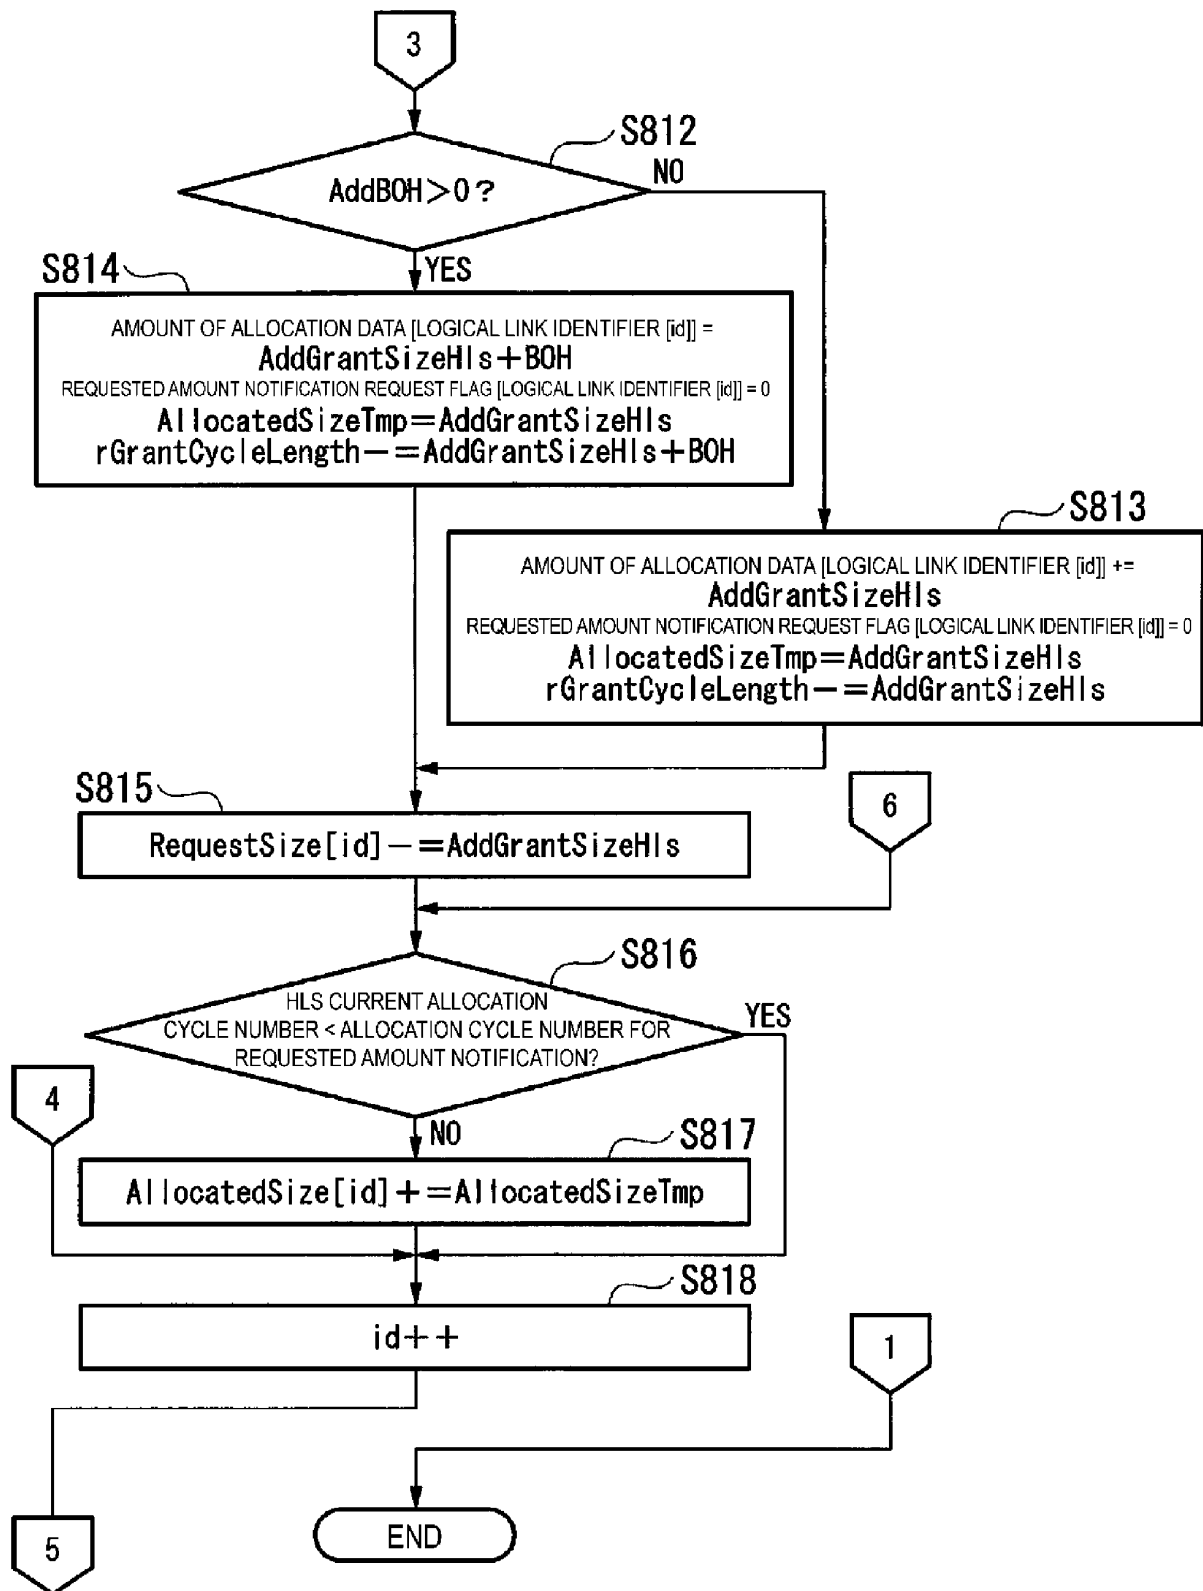 3
S812
AddBOH>0?
NO
YES
S814
AMOUNT OF ALLOCATION DATA [LOGICAL LINK IDENTIFIER [id]] =
AddGrantSizeHls+BOH
REQUESTED AMOUNT NOTIFICATION REQUEST FLAG [LOGICAL LINK IDENTIFIER [id]] = 0
AllocatedSizeTmp=AddGrantSizeHls
rGrantCycleLength-=AddGrantSizeHls+BOH
S813
AMOUNT OF ALLOCATION DATA [LOGICAL LINK IDENTIFIER [id]] +=
AddGrantSizeHls
REQUESTED AMOUNT NOTIFICATION REQUEST FLAG [LOGICAL LINK IDENTIFIER [id]] = 0
AllocatedSizeTmp=AddGrantSizeHls
rGrantCycleLength-=AddGrantSizeHls
S815
RequestSize[id]-=AddGrantSizeHls
6
S816
HLS CURRENT ALLOCATION
CYCLE NUMBER < ALLOCATION CYCLE NUMBER FOR
REQUESTED AMOUNT NOTIFICATION?
YES
4
NO
S817
AllocatedSize[id]+=AllocatedSizeTmp
S818
id++
1
END
5